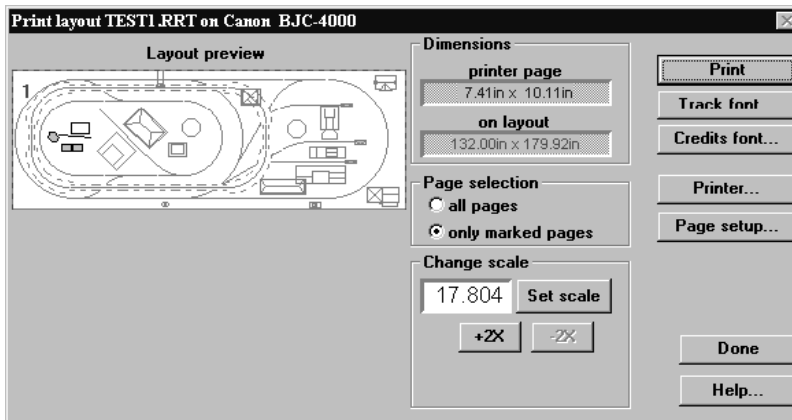 Print layout TEST1.RRT on Canon BJC-4000
Layout preview
1
Dimensions
printer page
7.41in x 10.11in
on layout
132.00in x 179.92in
Page selection
all pages
only marked pages
Change scale
17.804
Set scale
+2X
-2X
Print
Track font
Credits font...
Printer...
Page setup...
Done
Help...